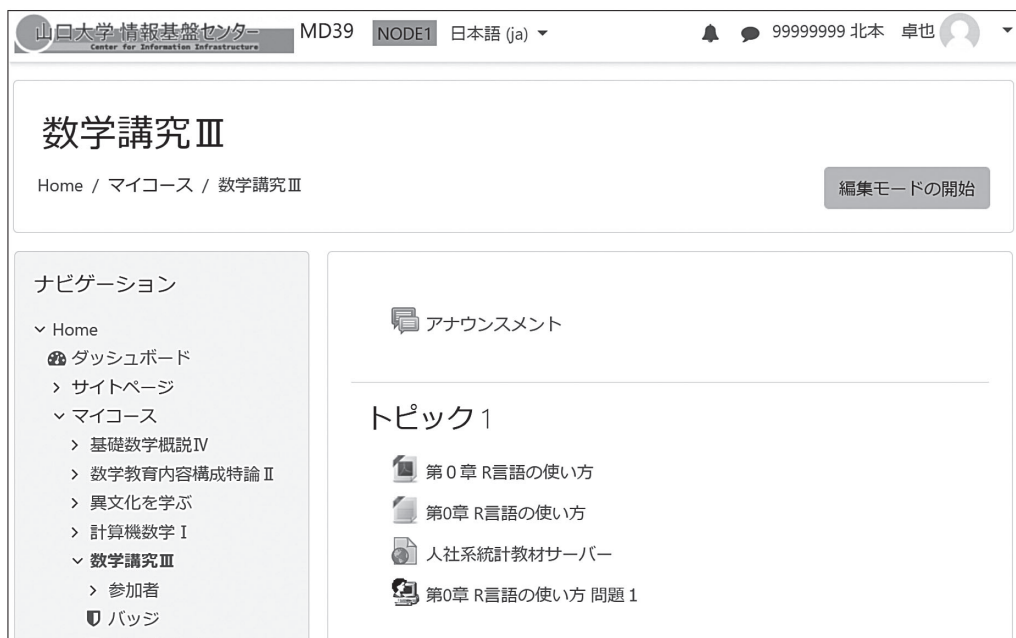 山口大学 情報基盤センター
Center for Information Infrastructure
MD39 NODE1 日本語 (ja)
99999999 北本 卓也
数学講究Ⅲ
Home / マイコース / 数学講究Ⅲ
編集モードの開始
ナビゲーション
Home
ダッシュボード
サイトページ
マイコース
基礎数学概説Ⅳ
数学教育内容構成特論Ⅱ
異文化を学ぶ
計算機数学Ⅰ
数学講究Ⅲ
参加者
バッジ
アナウンスメント
トピック1
第0章 R言語の使い方
第0章 R言語の使い方
人社系統計教材サーバー
第0章 R言語の使い方 問題1